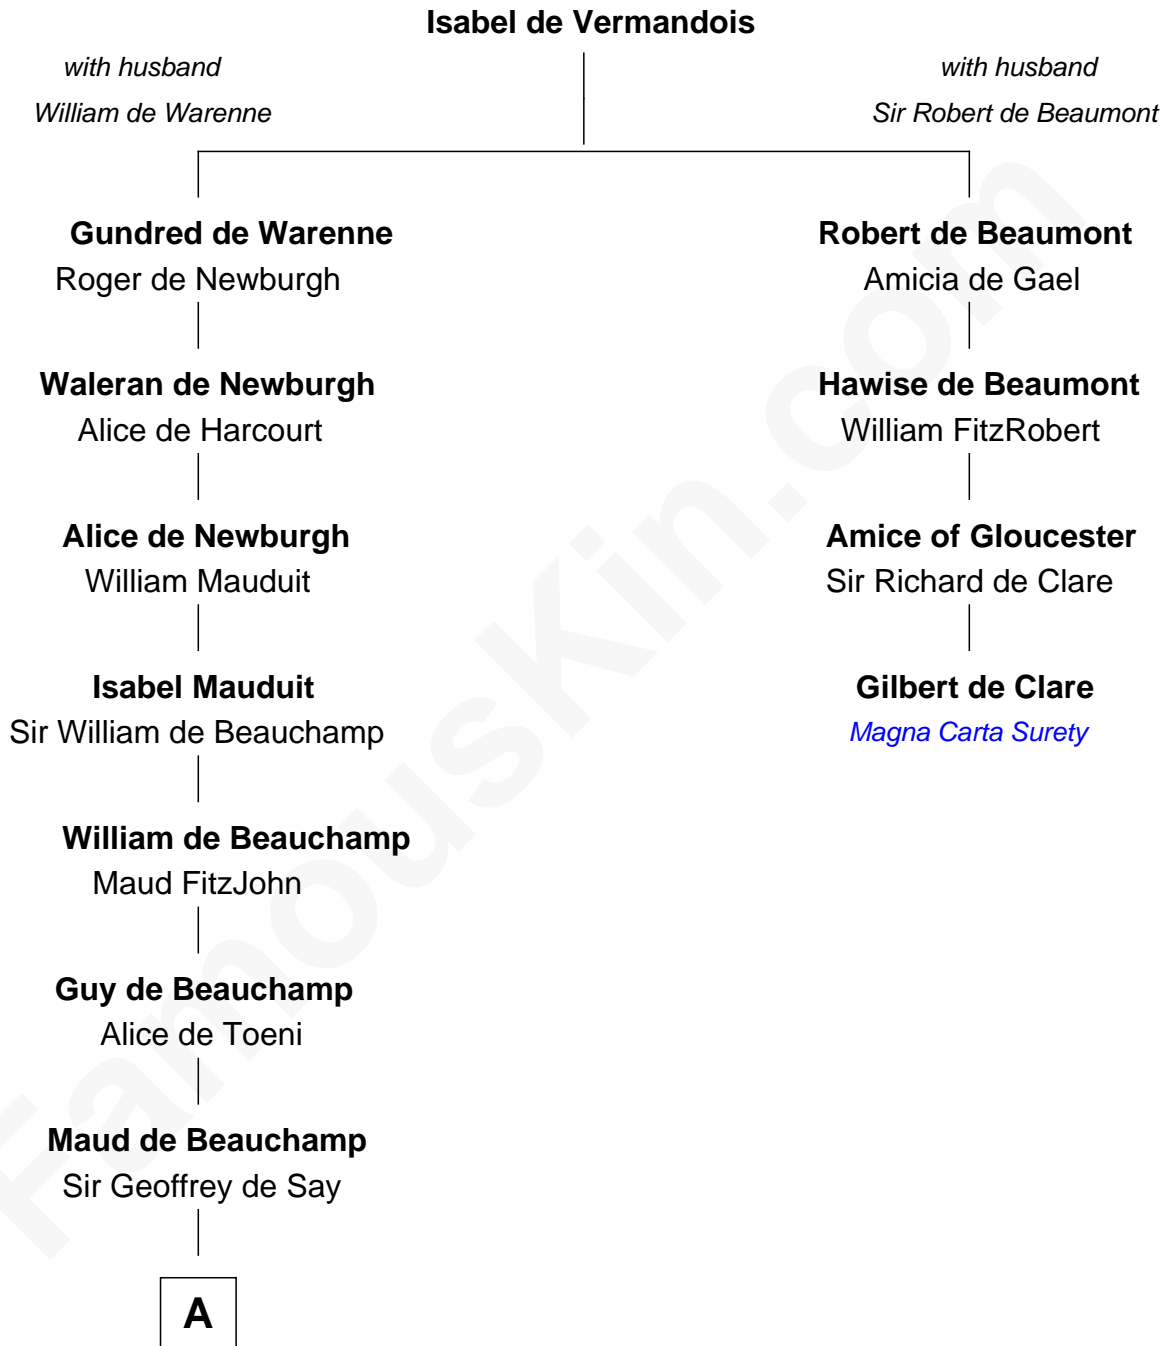 Isabel de Vermandois
with husband
William de Warenne
with husband
Sir Robert de Beaumont
Gundred de Warenne
Roger de Newburgh
Robert de Beaumont
Amicia de Gael
Waleran de Newburgh
Alice de Harcourt
Hawise de Beaumont
William FitzRobert
Alice de Newburgh
William Mauduit
Amice of Gloucester
Sir Richard de Clare
Isabel Mauduit
Sir William de Beauchamp
Gilbert de Clare
Magna Carta Surety
William de Beauchamp
Maud FitzJohn
Guy de Beauchamp
Alice de Toeni
Maud de Beauchamp
Sir Geoffrey de Say
A
FamousKin.com